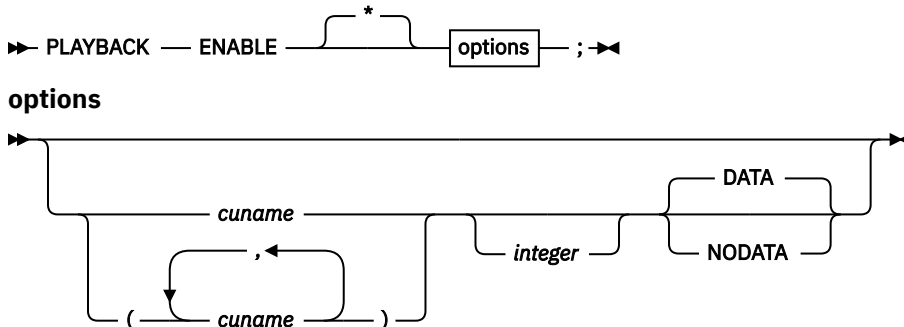 *
PLAYBACK ENABLE options ;
options
DATA
cuname
, integer NODATA
( cuname )